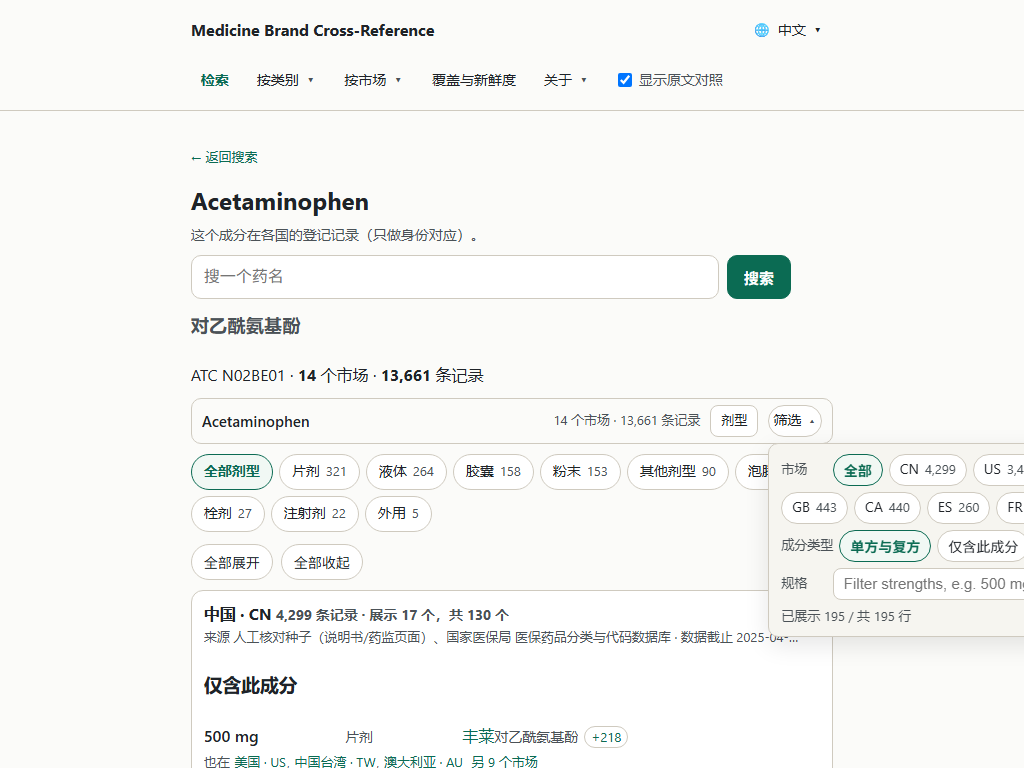 Medicine Brand Cross-Reference
中文
检索 按类别 按市场 覆盖与新鲜度 关于 显示原文对照
← 返回搜索
Acetaminophen
这个成分在各国的登记记录（只做身份对应）。
搜一个药名 搜索
对乙酰氨基酚
ATC N02BE01 · 14 个市场 · 13,661 条记录
Acetaminophen 14 个市场 · 13,661 条记录 剂型 筛选
全部剂型 片剂 321 液体 264 胶囊 158 粉末 153 其他剂型 90
栓剂 27 注射剂 22 外用 5
市场 全部 CN 4,299 US 3,4
GB 443 CA 440 ES 260 FR
成分类型 单方与复方 仅含此成分
规格 Filter strengths, e.g. 500 mg
已展示 195 / 共 195 行
全部展开 全部收起
中国 · CN 4,299 条记录 · 展示 17 个，共 130 个
来源 人工核对种子（说明书/药监页面）、国家医保局 医保药品分类与代码数据库 · 数据截止 2025-04-...
仅含此成分
500 mg 片剂 丰莱对乙酰氨基酚 +218
也在 美国 · US, 中国台湾 · TW, 澳大利亚 · AU 另 9 个市场